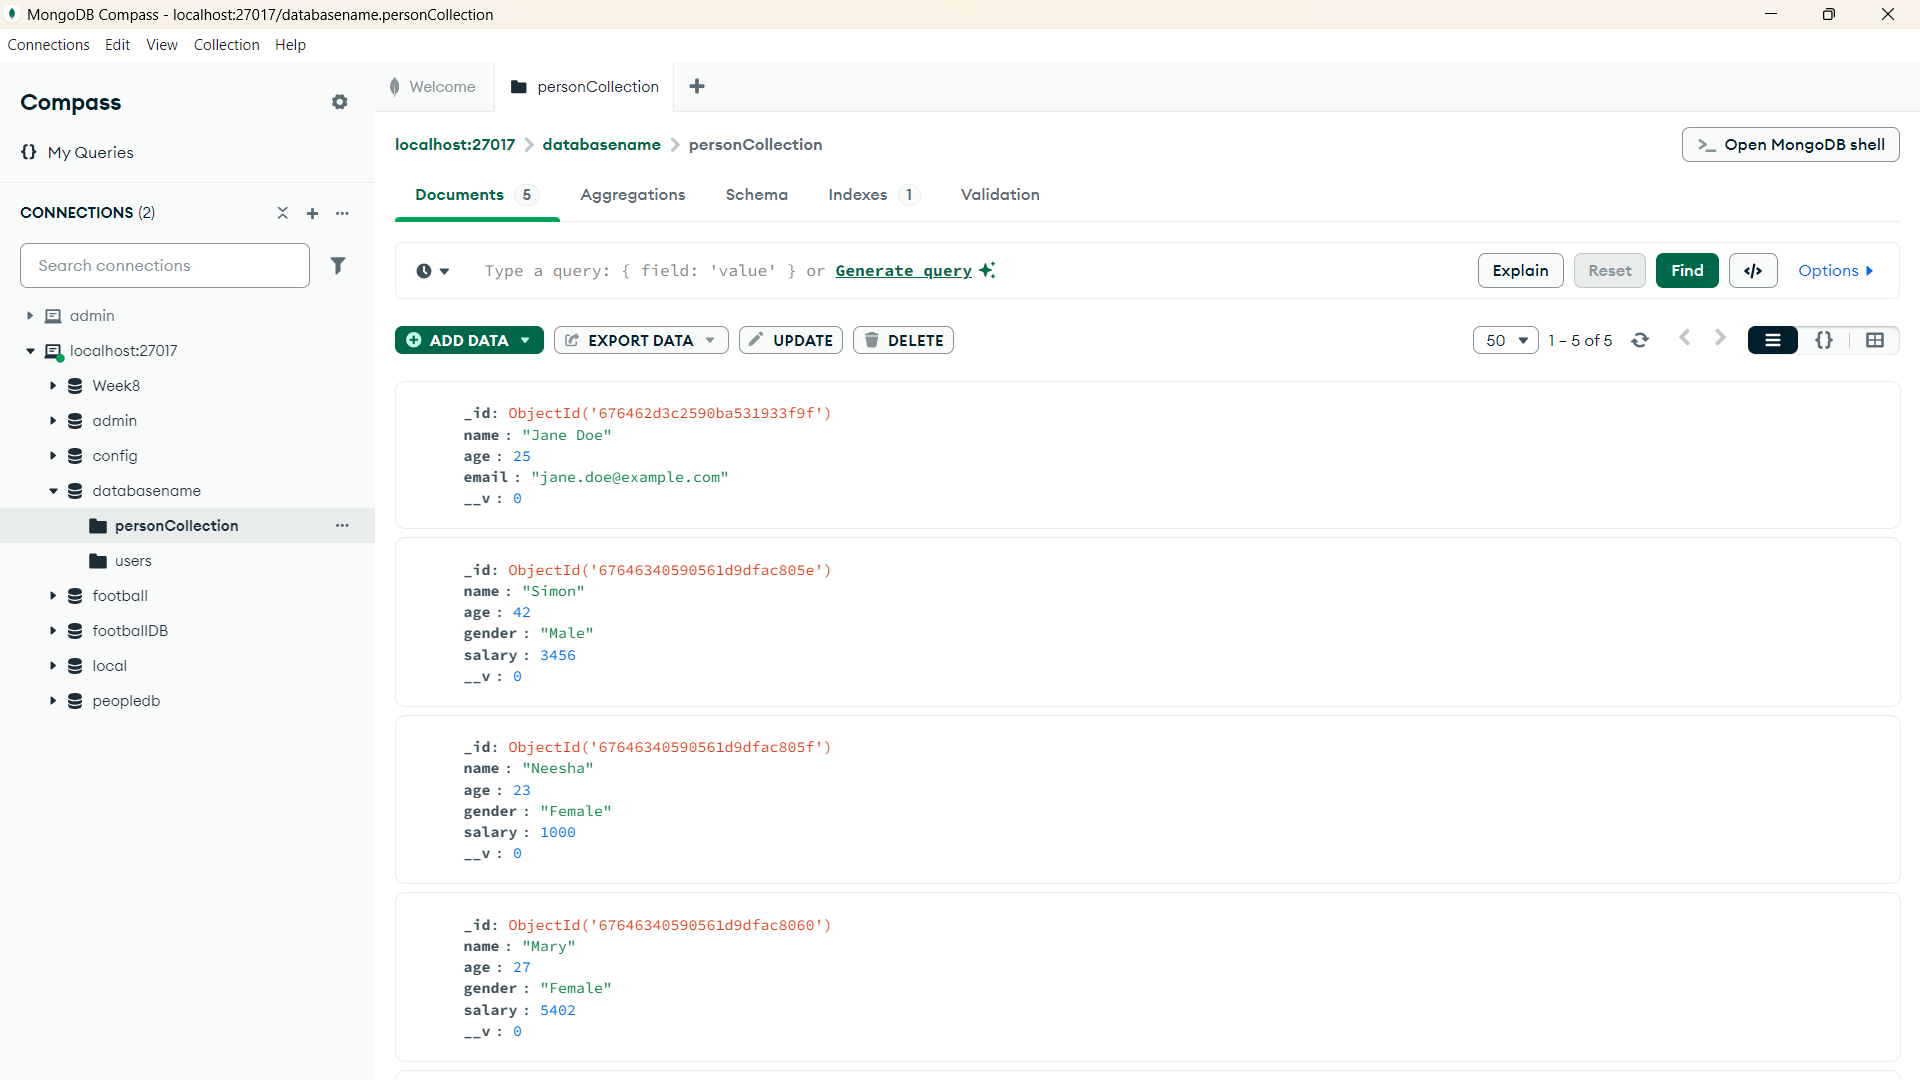 MongoDB Compass - localhost:27017/databasename.personCollection
Connections Edit View Collection Help
Compass
{} My Queries
CONNECTIONS (2)
Search connections
admin
localhost:27017
Week8
admin
config
databasename
personCollection
users
football
footballDB
local
peopledb
Welcome
personCollection
localhost:27017 > databasename > personCollection
>_ Open MongoDB shell
Documents 5 Aggregations Schema Indexes 1 Validation
Type a query: { field: 'value' } or Generate query
Explain Reset Find </> Options
ADD DATA EXPORT DATA UPDATE DELETE
50 1 – 5 of 5 {}
_id: ObjectId('676462d3c2590ba531933f9f')
name : "Jane Doe"
age : 25
email : "jane.doe@example.com"
__v : 0
_id: ObjectId('67646340590561d9dfac805e')
name : "Simon"
age : 42
gender : "Male"
salary : 3456
__v : 0
_id: ObjectId('67646340590561d9dfac805f')
name : "Neesha"
age : 23
gender : "Female"
salary : 1000
__v : 0
_id: ObjectId('67646340590561d9dfac8060')
name : "Mary"
age : 27
gender : "Female"
salary : 5402
__v : 0